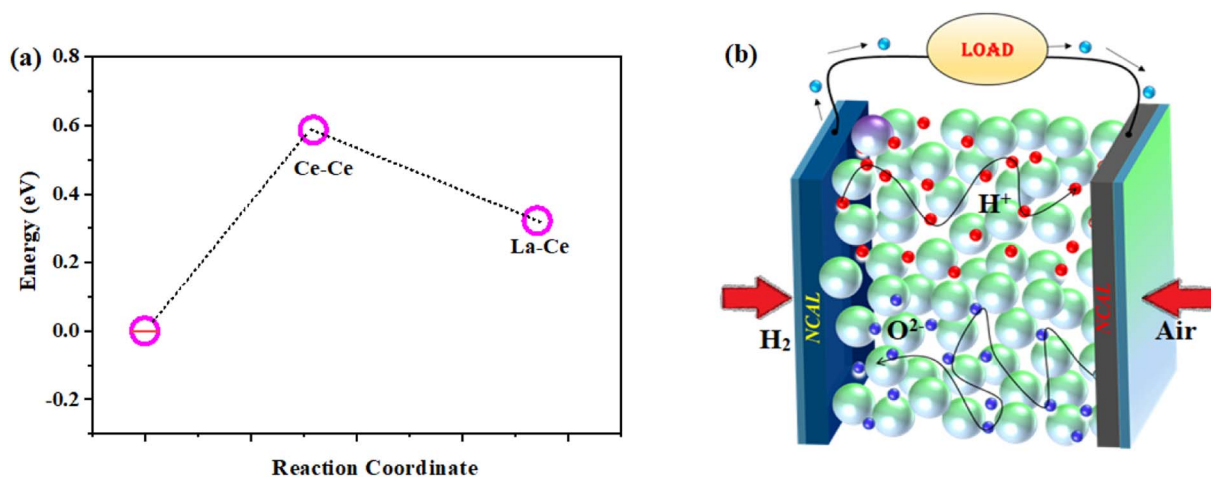 (a)
Energy (eV)
0.8
0.6
0.4
0.2
0.0
-0.2
Ce-Ce
La-Ce
Reaction Coordinate
(b)
LOAD
H⁺
O²⁻
NCAL
NCAL
H₂
Air